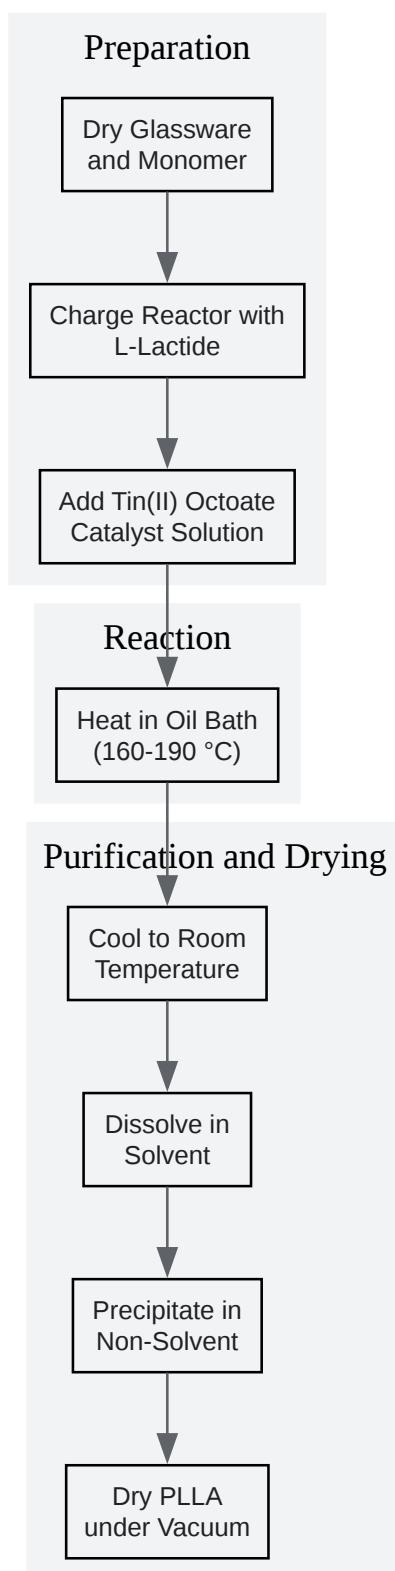 Preparation
Dry Glassware
and Monomer
Charge Reactor with
L-Lactide
Add Tin(II) Octoate
Catalyst Solution
Reaction
Heat in Oil Bath
(160-190 °C)
Purification and Drying
Cool to Room
Temperature
Dissolve in
Solvent
Precipitate in
Non-Solvent
Dry PLLA
under Vacuum